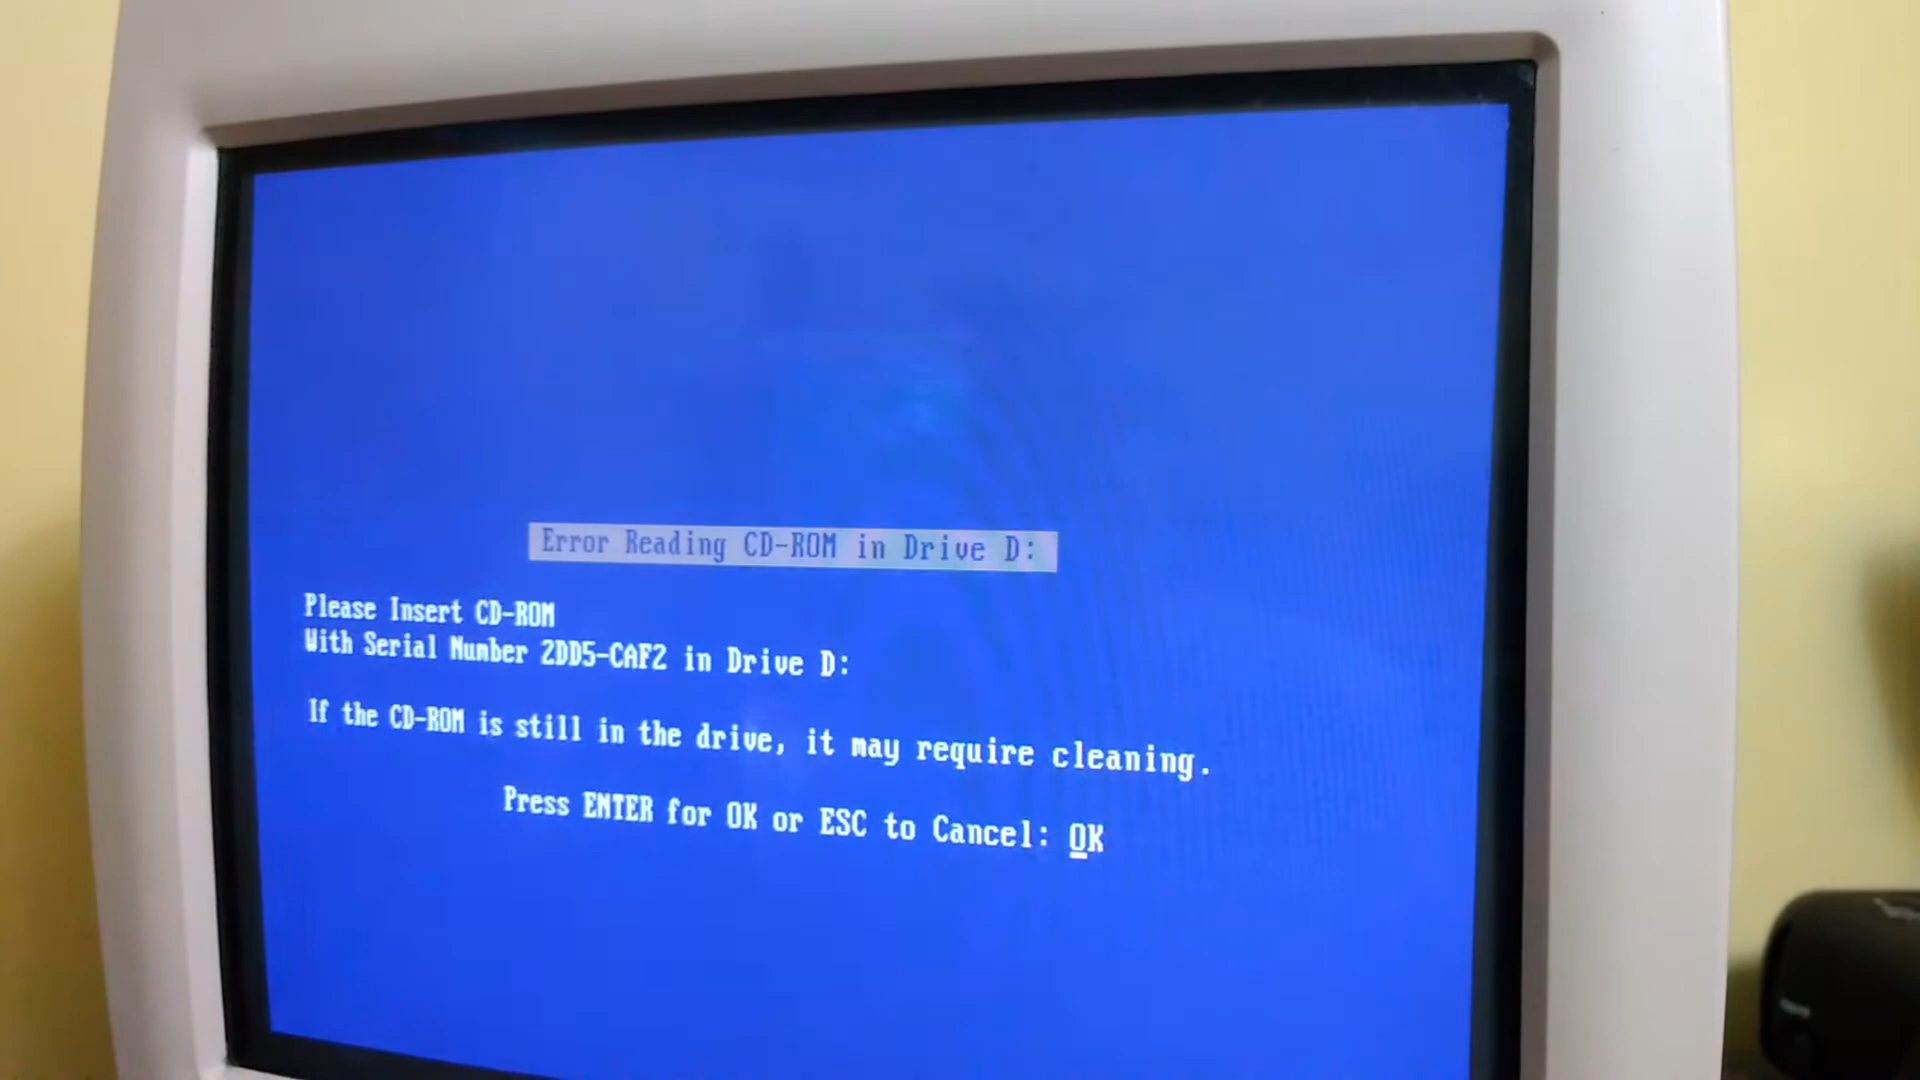 Error Reading CD-ROM in Drive D:
Please Insert CD-ROM
With Serial Number 2DD5-CAF2 in Drive D:
If the CD-ROM is still in the drive, it may require cleaning.
Press ENTER for OK or ESC to Cancel: OK